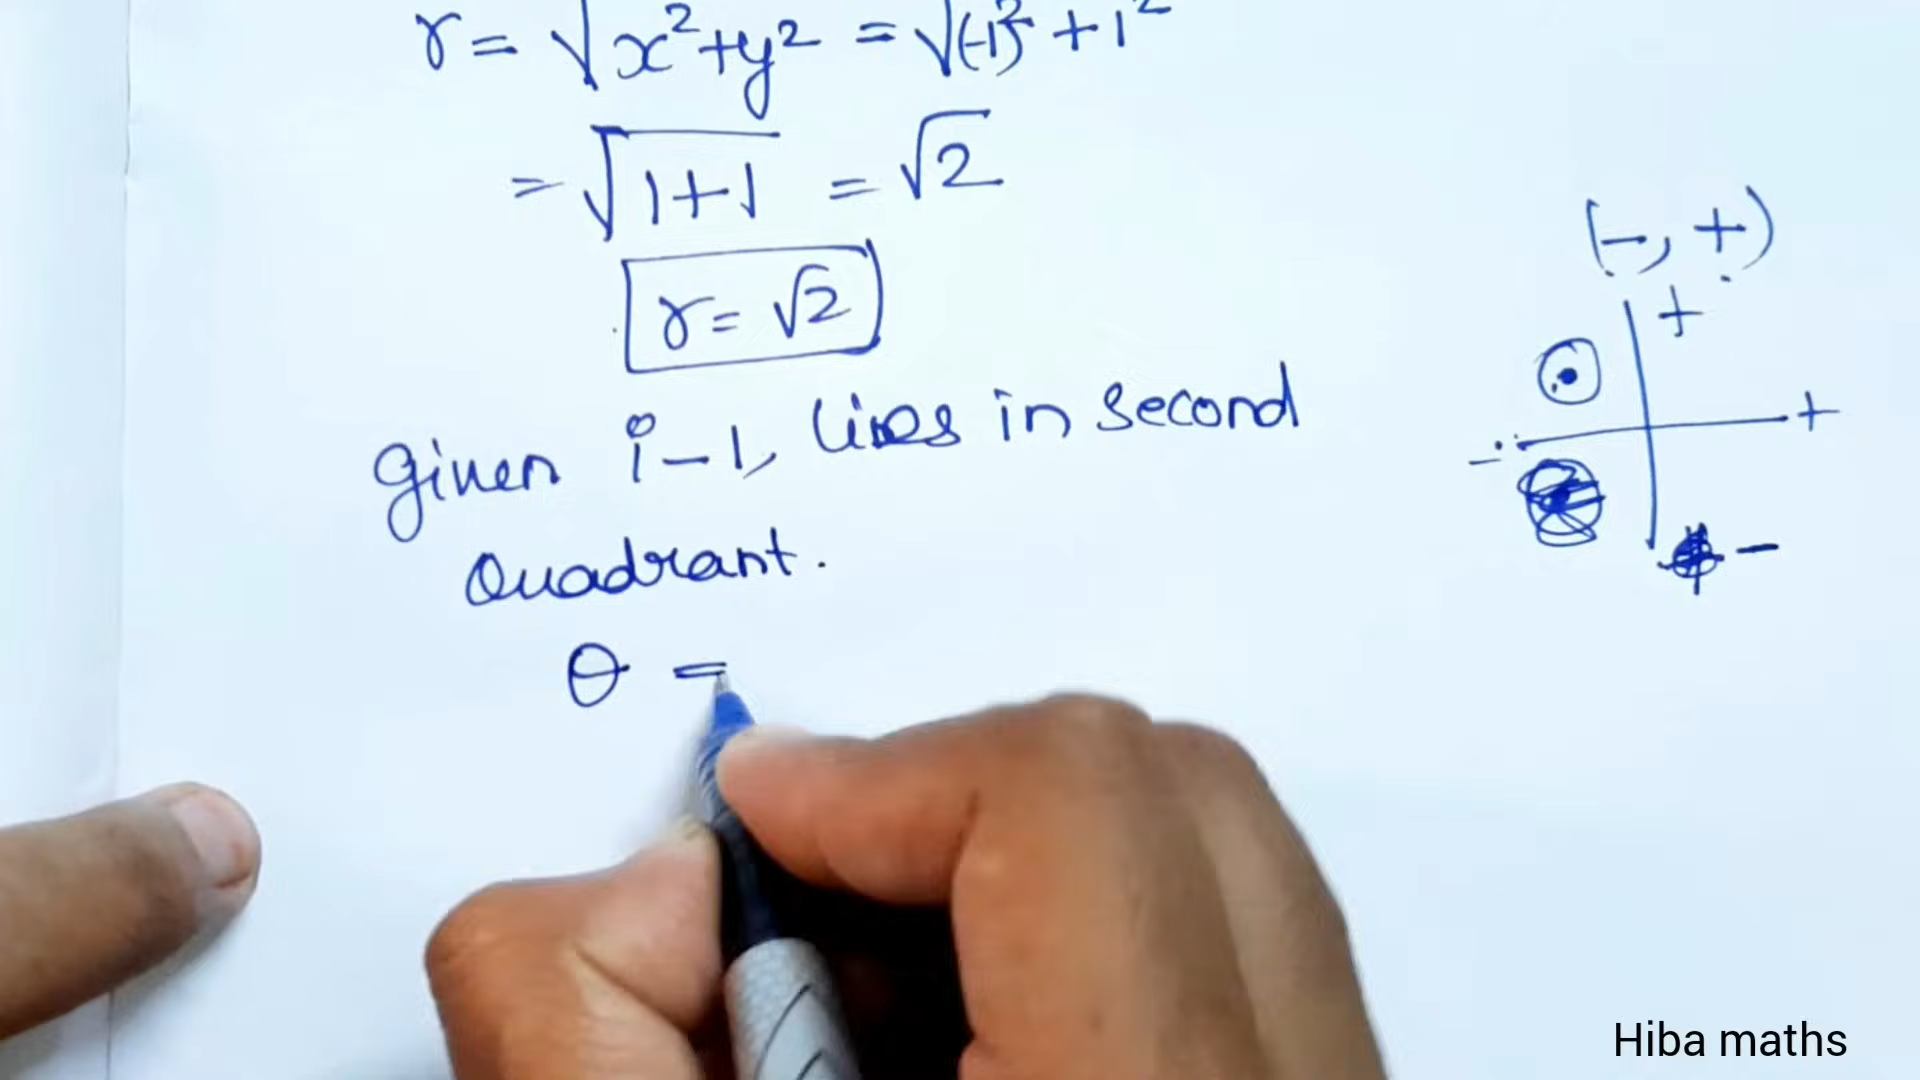 r = √x²+y² = √(-1)² + 1²
= √1+1 = √2
r = √2
Given i-1, lies in second
Quadrant.
θ =
(-, +)
+
- +
-
Hiba maths